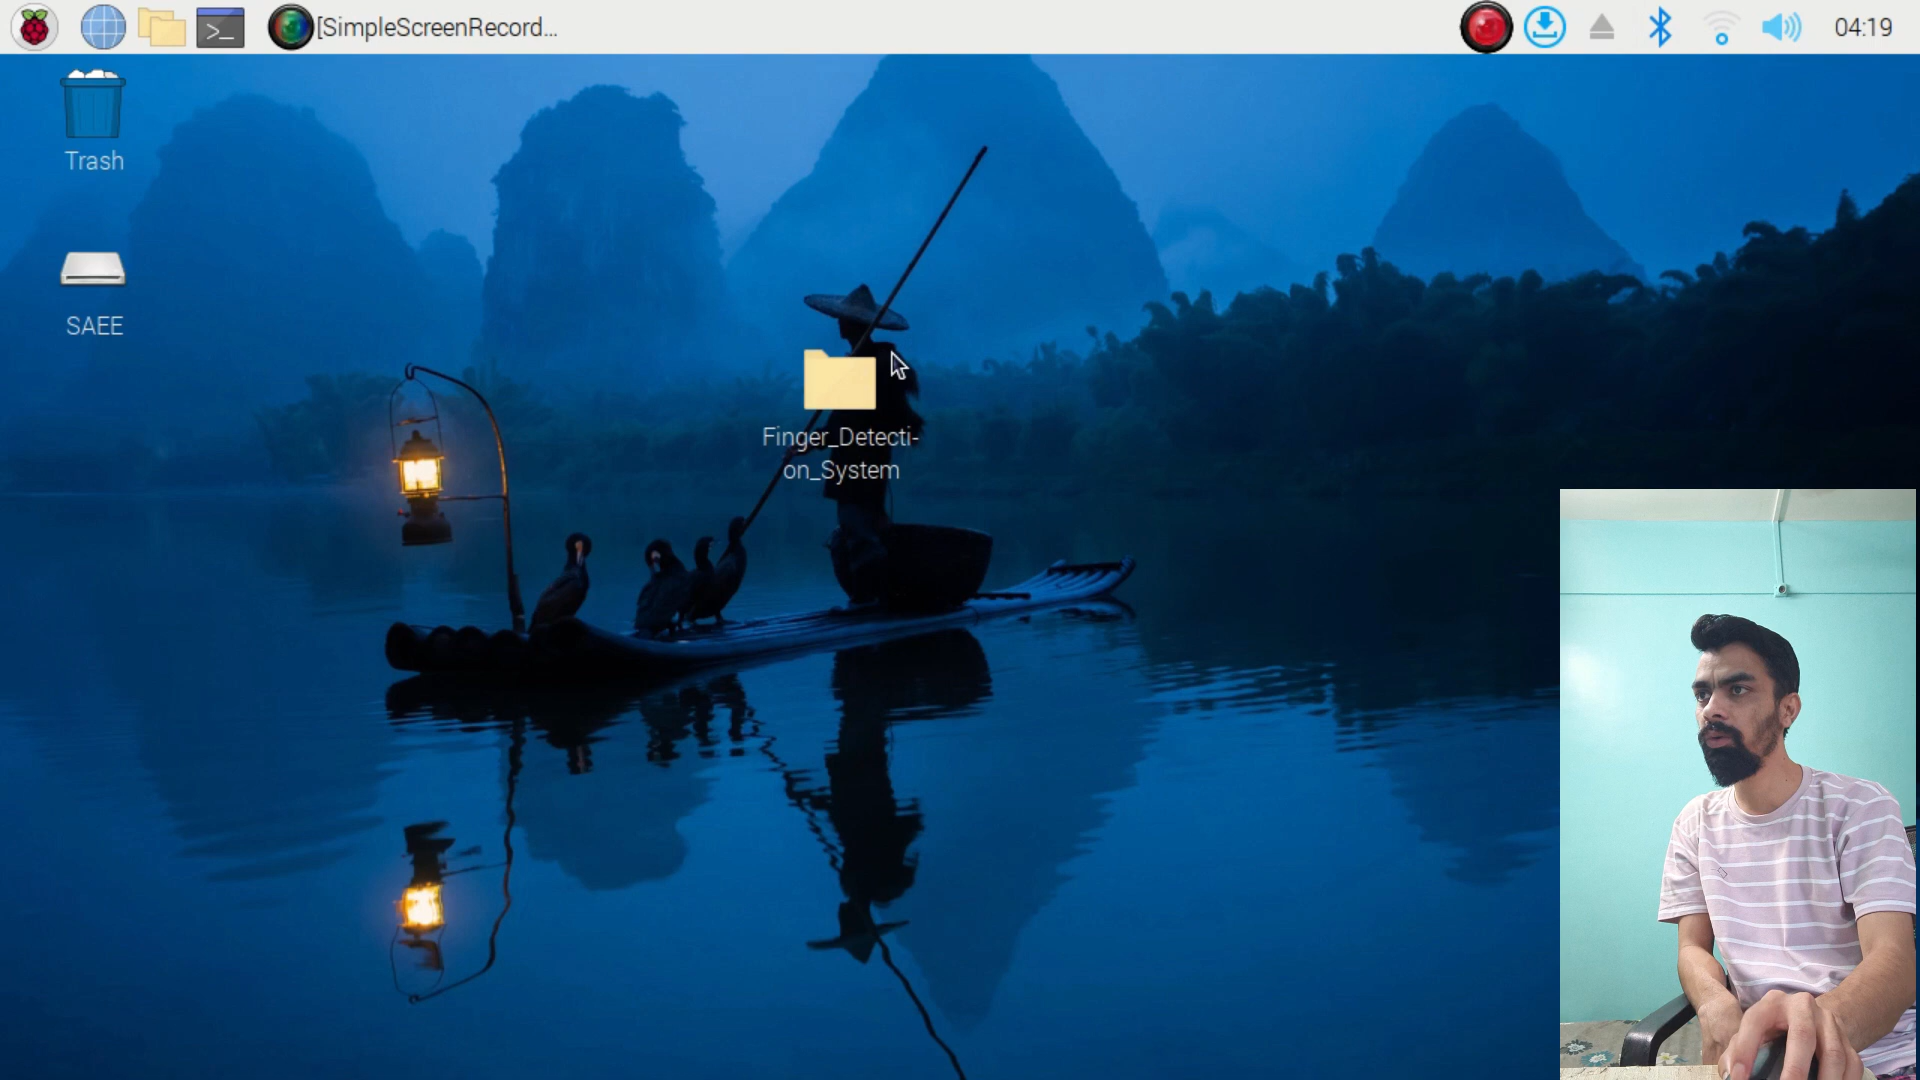 [SimpleScreenRecord...
04:19
Trash
SAEE
Finger_Detecti-
on_System